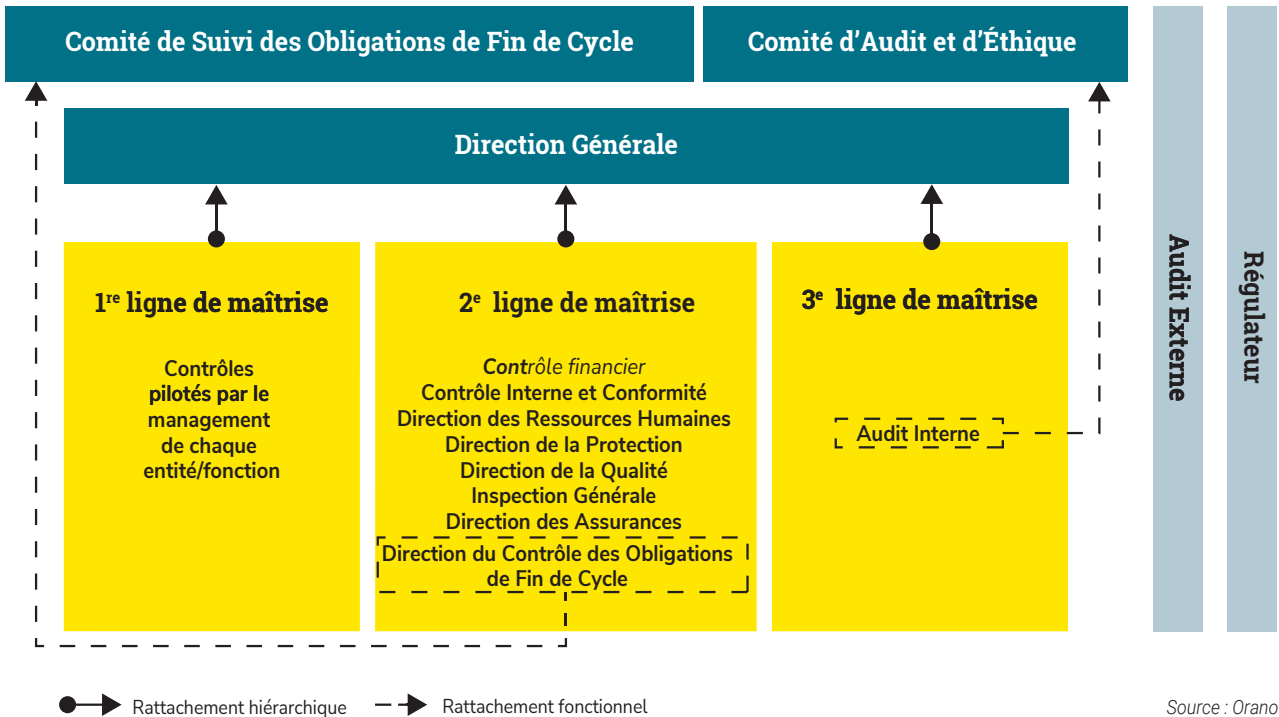 Comité de Suivi des Obligations de Fin de Cycle
Comité d'Audit et d'Éthique
Direction Générale
1re ligne de maîtrise
Contrôles
pilotés par le
management
de chaque
entité/fonction
2e ligne de maîtrise
Contrôle financier
Contrôle Interne et Conformité
Direction des Ressources Humaines
Direction de la Protection
Direction de la Qualité
Inspection Générale
Direction des Assurances
Direction du Contrôle des Obligations
de Fin de Cycle
3e ligne de maîtrise
Audit Interne
Audit Externe
Régulateur
Rattachement hiérarchique
Rattachement fonctionnel
Source : Orano